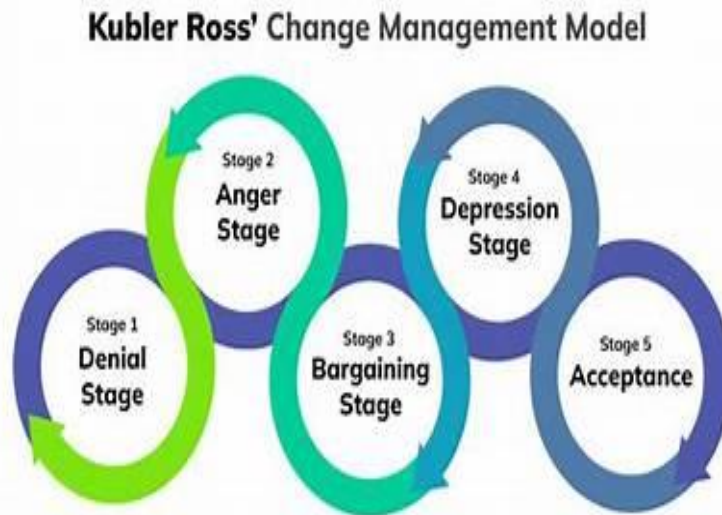 Kubler Ross' Change Management Model
Stage 1
Denial
Stage
Stage 2
Anger
Stage
Stage 3
Bargaining
Stage
Stage 4
Depression
Stage
Stage 5
Acceptance